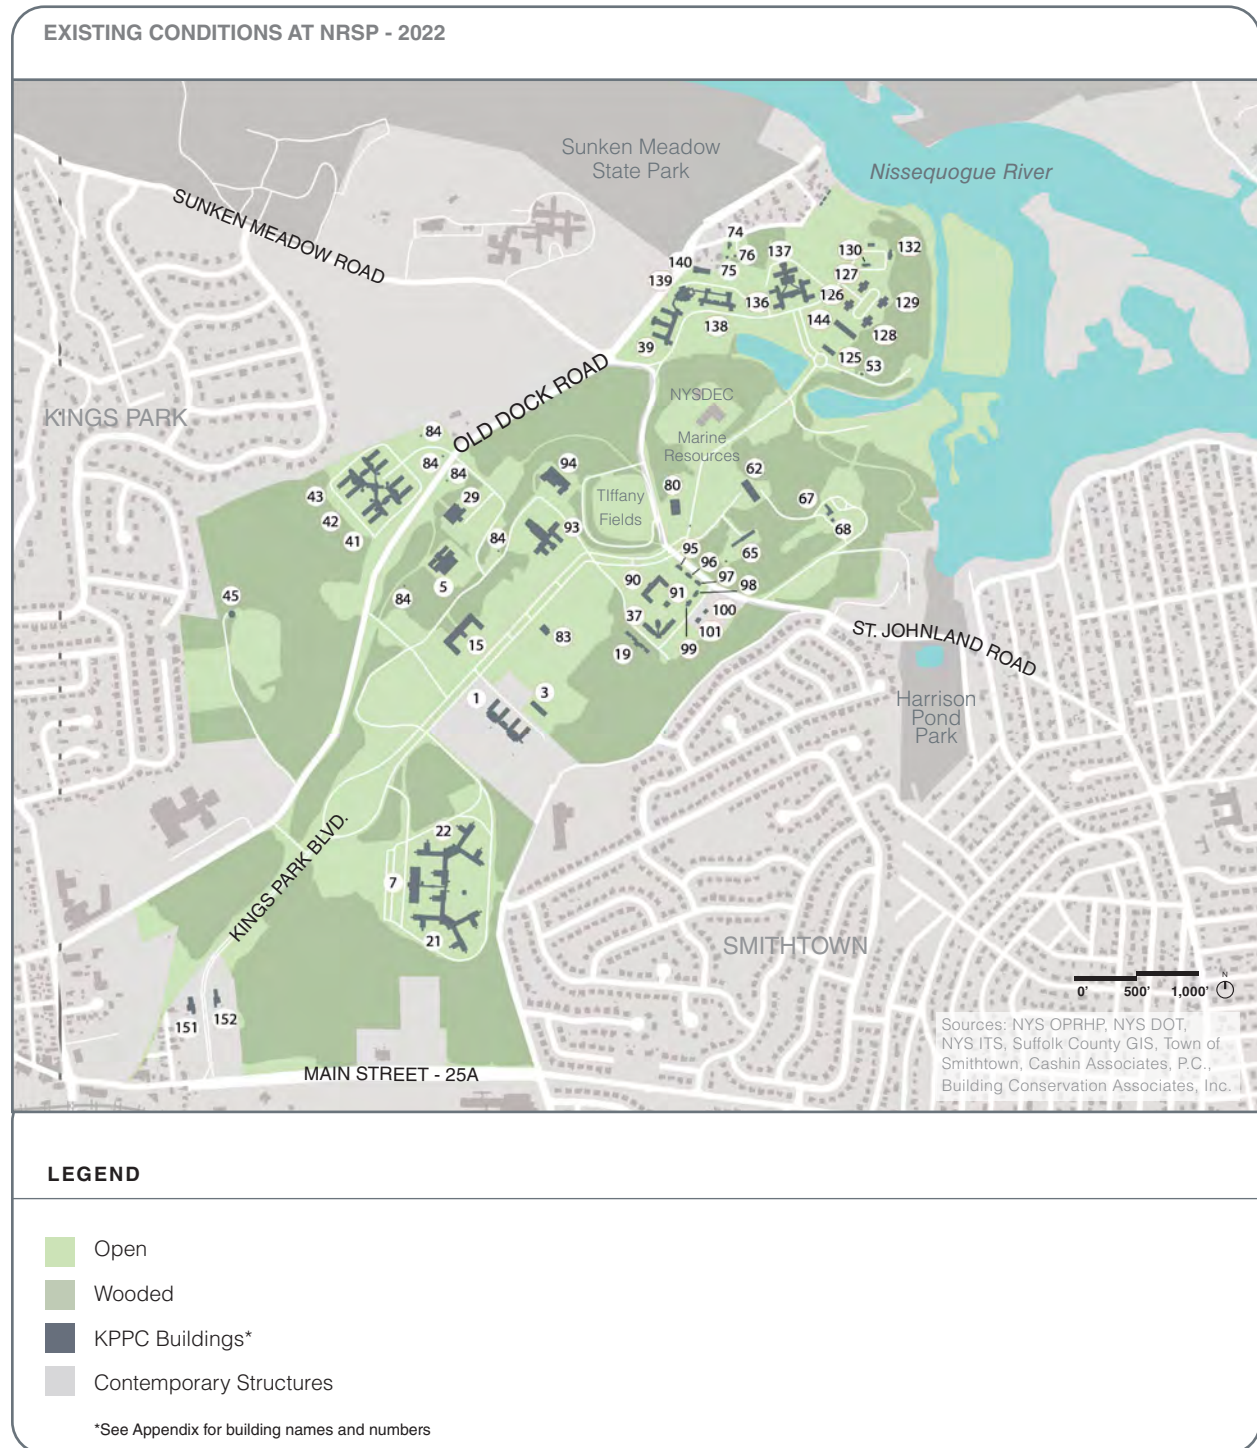 EXISTING CONDITIONS AT NRSP - 2022
Sunken Meadow
State Park
Nissequogue River
SUNKEN MEADOW ROAD
74
76
137
130
132
140
75
127
139
136
126
129
144
138
128
39
125
53
OLD DOCK ROAD
NYSDEC
Marine
Resources
KINGS PARK
84
84
84
94
62
43
29
80
67
42
TIffany
Fields
93
68
41
84
65
95
96
5
90
97
45
91
98
84
37
100
83
101
ST. JOHNLAND ROAD
15
19
99
1
3
Harrison
Pond
Park
22
KINGS PARK BLVD.
7
21
SMITHTOWN
N
0' 500' 1,000'
151
152
Sources: NYS OPRHP, NYS DOT,
NYS ITS, Suffolk County GIS, Town of
Smithtown, Cashin Associates, P.C.,
Building Conservation Associates, Inc.
MAIN STREET - 25A
LEGEND
Open
Wooded
KPPC Buildings*
Contemporary Structures
*See Appendix for building names and numbers